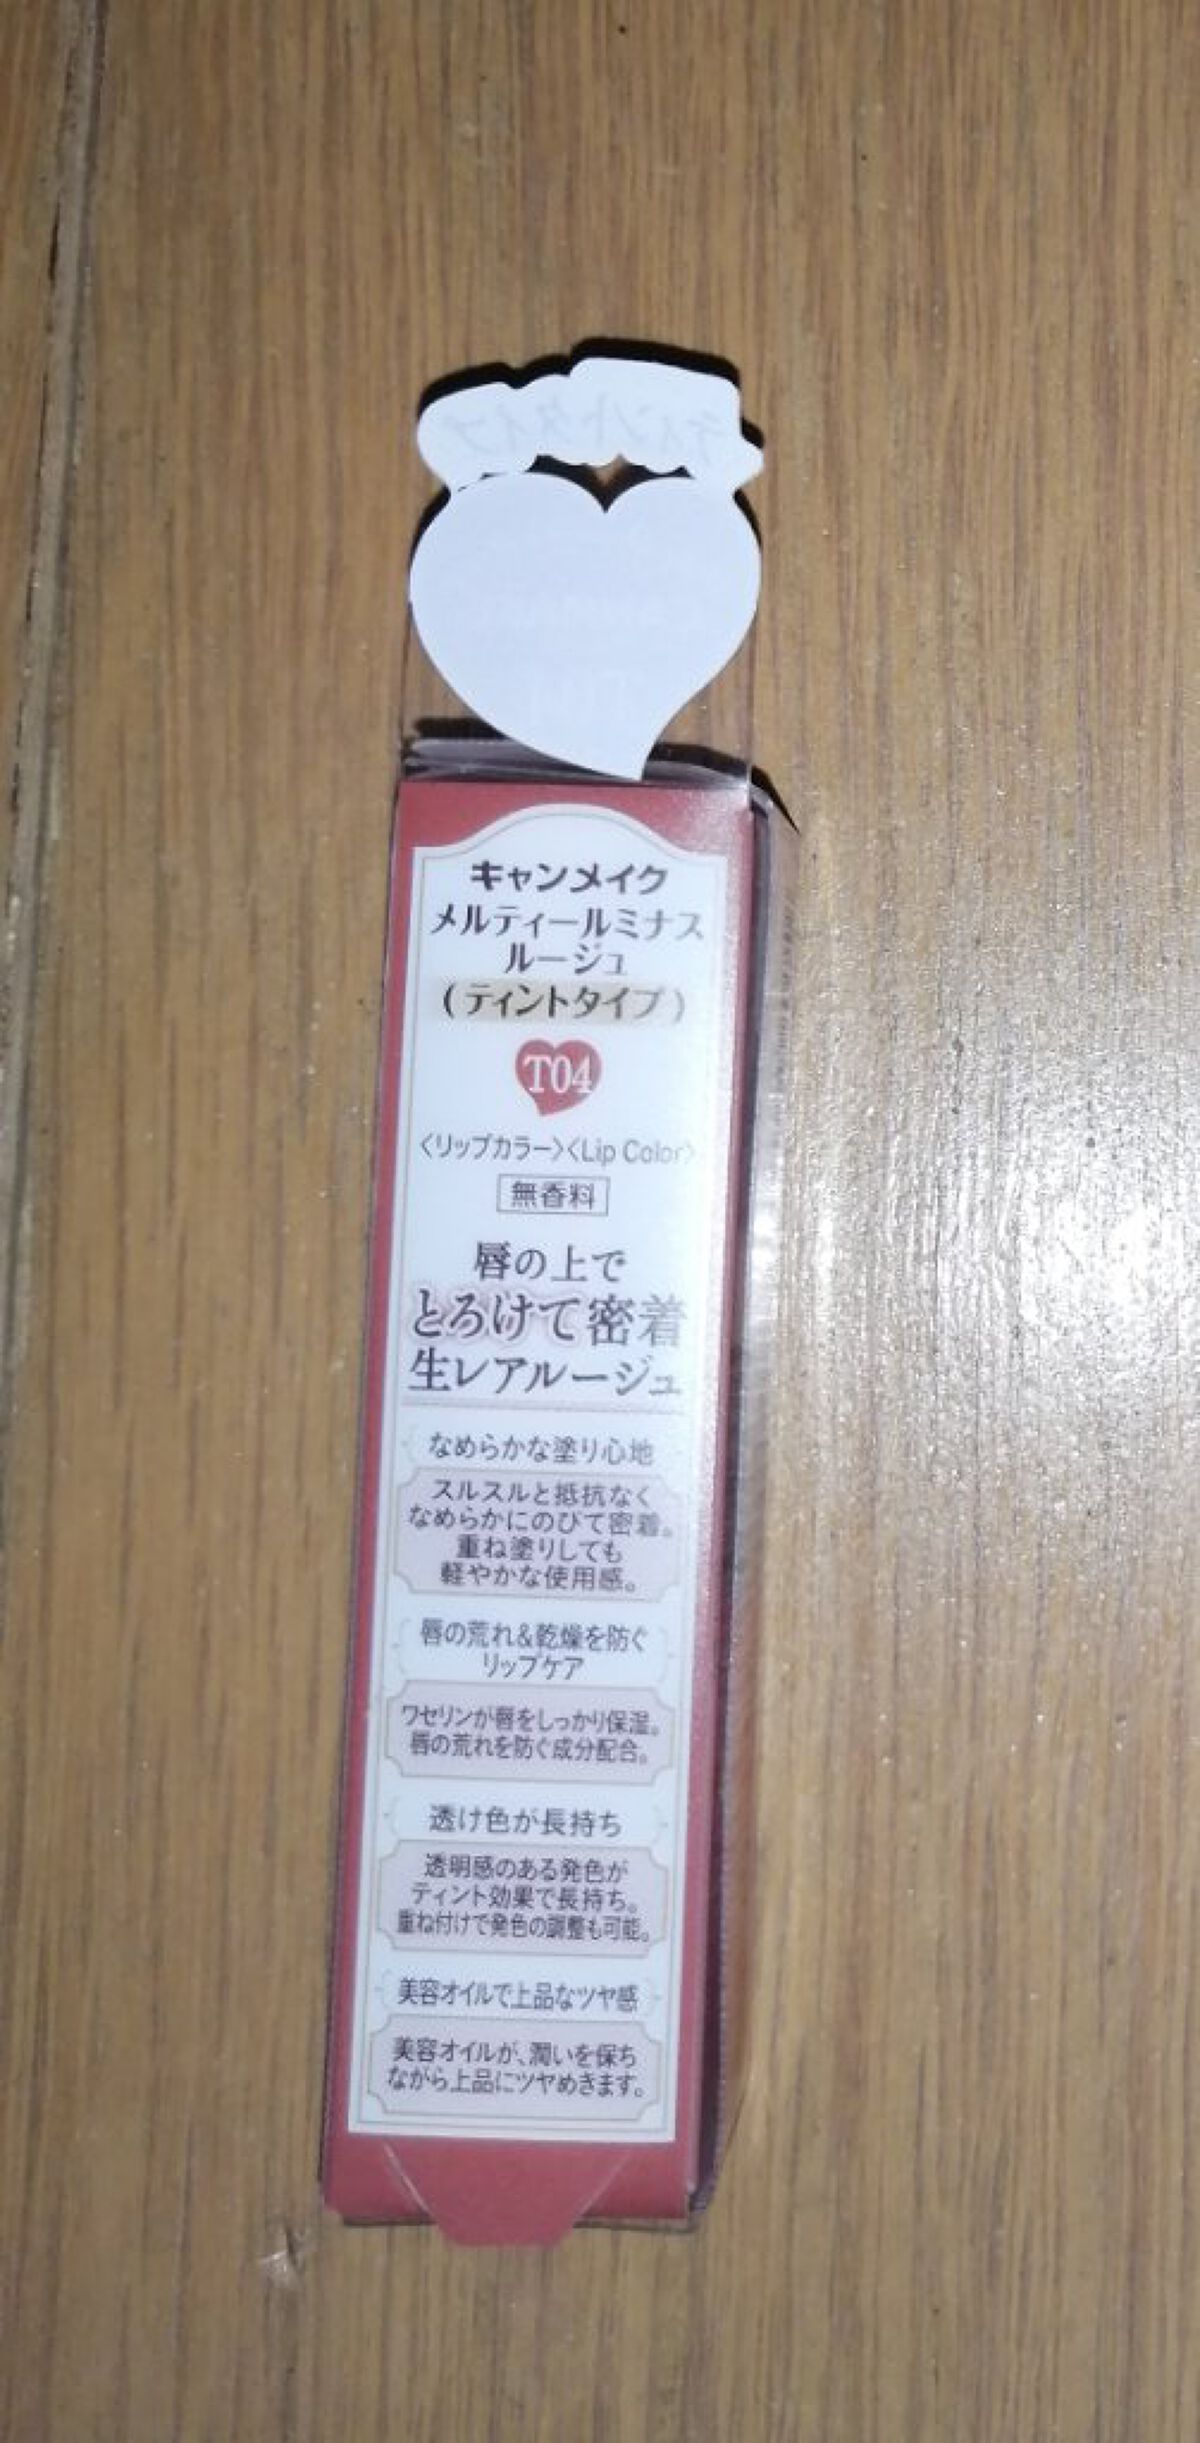 ティントタイプ
キャンメイク
メルティールミナス
ルージュ
(ティントタイプ)
T04
〈リップカラー〉〈Lip Color〉
無香料
唇の上で
とろけて密着
生レアルージュ
なめらかな塗り心地
スルスルと抵抗なく
なめらかにのびて密着。
重ね塗りしても
軽やかな使用感。
唇の荒れ&乾燥を防ぐ
リップケア
ワセリンが唇をしっかり保湿。
唇の荒れを防ぐ成分配合。
透け色が長持ち
透明感のある発色が
ティント効果で長持ち。
重ね付けで発色の調整も可能。
美容オイルで上品なツヤ感
美容オイルが、潤いを保ち
ながら上品にツヤめきます。